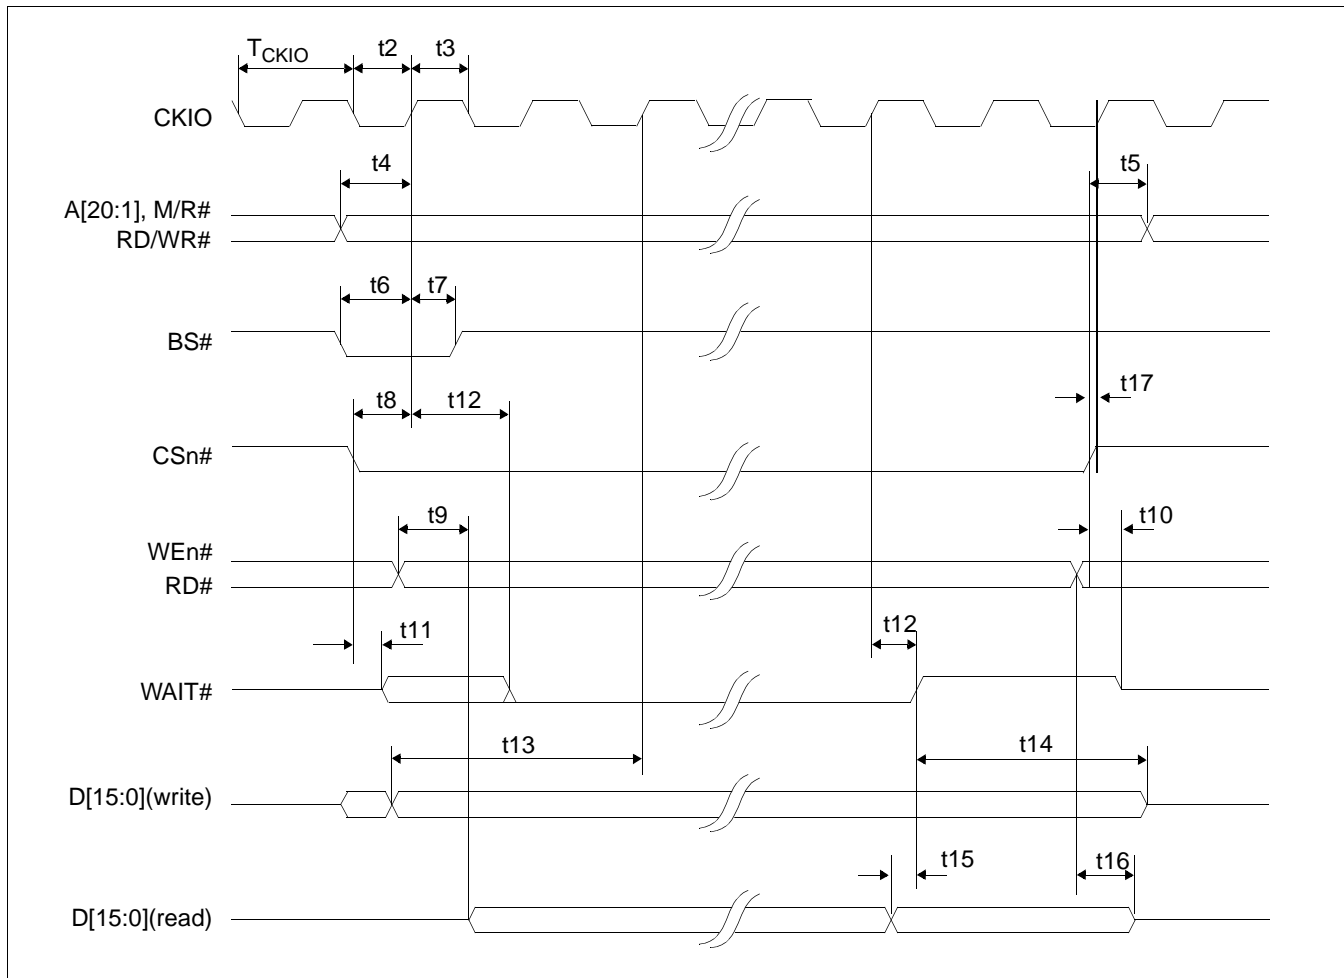 TCKIO
t2
t3
CKIO
t4
t5
A[20:1], M/R#
RD/WR#
t6
t7
BS#
t17
t8
t12
CSn#
t9
t10
WEn#
RD#
t11
t12
WAIT#
t13
t14
D[15:0](write)
t15
t16
D[15:0](read)